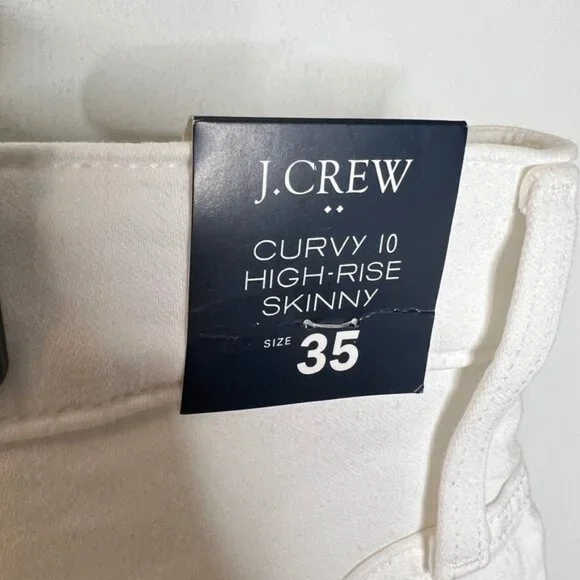 J.CREW
CURVY 10
HIGH-RISE
SKINNY
SIZE 35